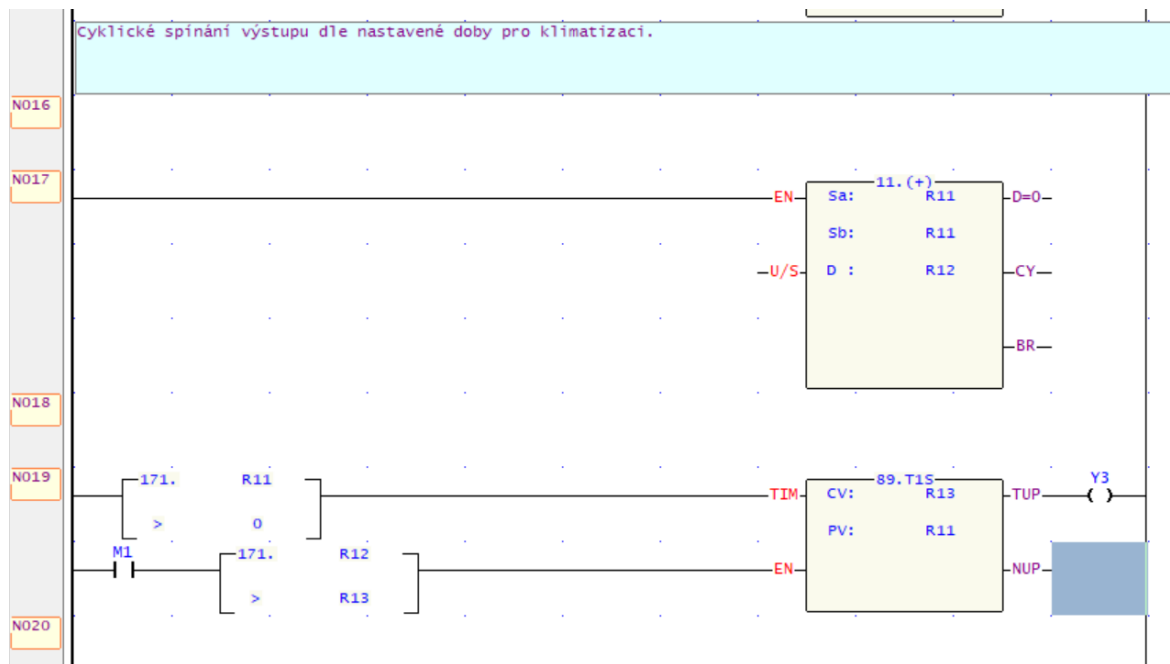 Cyklické spínání výstupu dle nastavené doby pro klimatizaci.
N016
N017
11.(+)
EN Sa: R11 D=0
Sb: R11
U/S D : R12 CY
BR
N018
N019
171. R11 89.T1S Y3
TIM CV: R13 TUP
> 0 PV: R11
M1 171. R12
EN NUP
> R13
N020